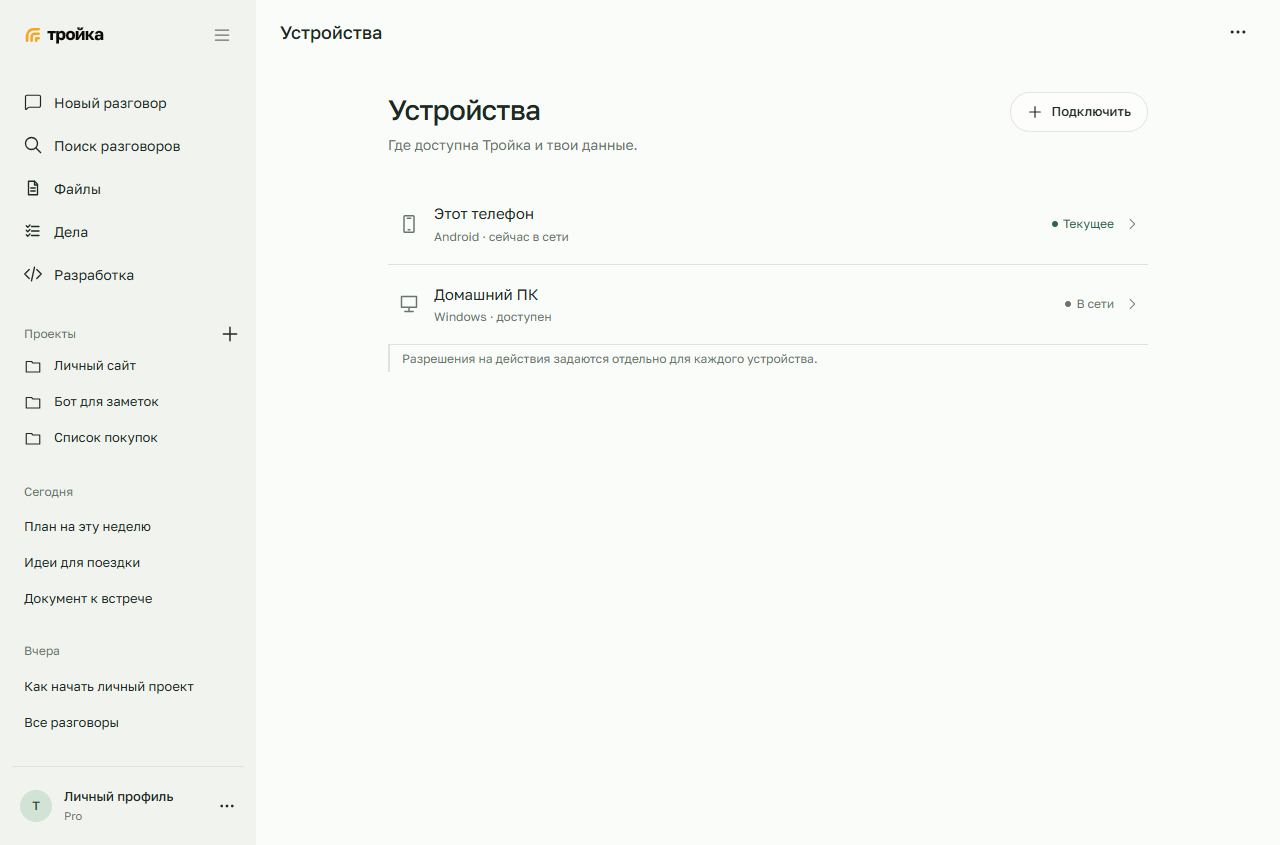 тройка
Новый разговор
Поиск разговоров
Файлы
Дела
Разработка
Проекты
Личный сайт
Бот для заметок
Список покупок
Сегодня
План на эту неделю
Идеи для поездки
Документ к встрече
Вчера
Как начать личный проект
Все разговоры
Т
Личный профиль
Pro
Устройства
Устройства
Подключить
Где доступна Тройка и твои данные.
Этот телефон
Android · сейчас в сети
Текущее
Домашний ПК
Windows · доступен
В сети
Разрешения на действия задаются отдельно для каждого устройства.